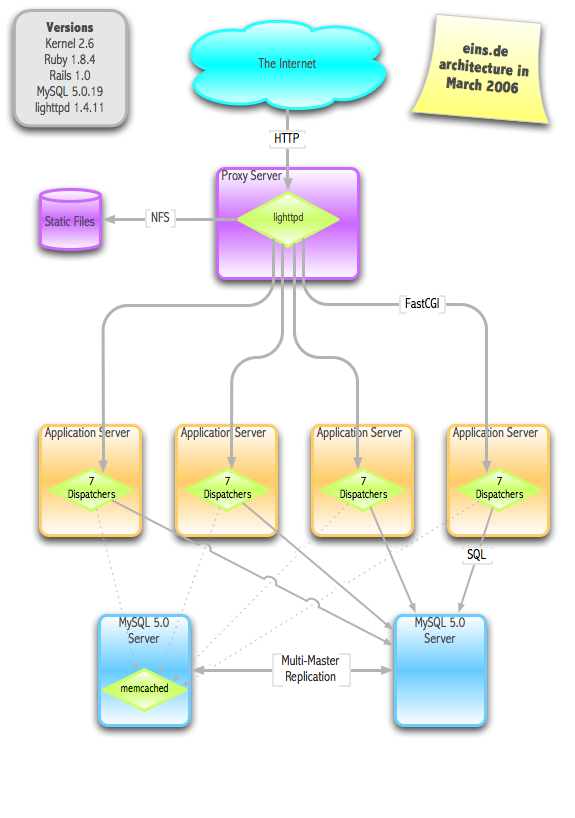 Versions
Kernel 2.6
Ruby 1.8.4
Rails 1.0
MySQL 5.0.19
lighttpd 1.4.11
The Internet
eins.de
architecture in
March 2006
HTTP
Proxy Server
lighttpd
NFS
Static Files
FastCGI
Application Server
7
Dispatchers
Application Server
7
Dispatchers
Application Server
7
Dispatchers
Application Server
7
Dispatchers
SQL
MySQL 5.0
Server
memcached
Multi-Master
Replication
MySQL 5.0
Server